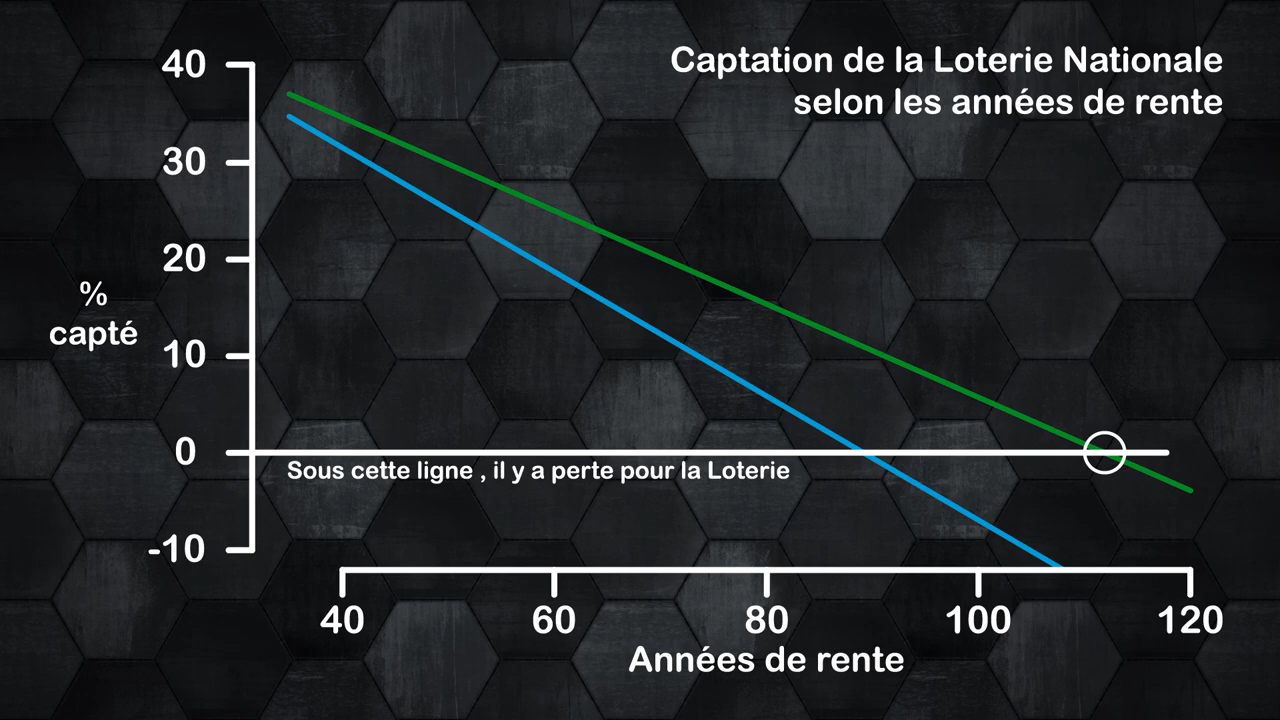 Captation de la Loterie Nationale
selon les années de rente
40
30
20
10
0
-10
%
capté
Sous cette ligne , il y a perte pour la Loterie
40 60 80 100 120
Années de rente